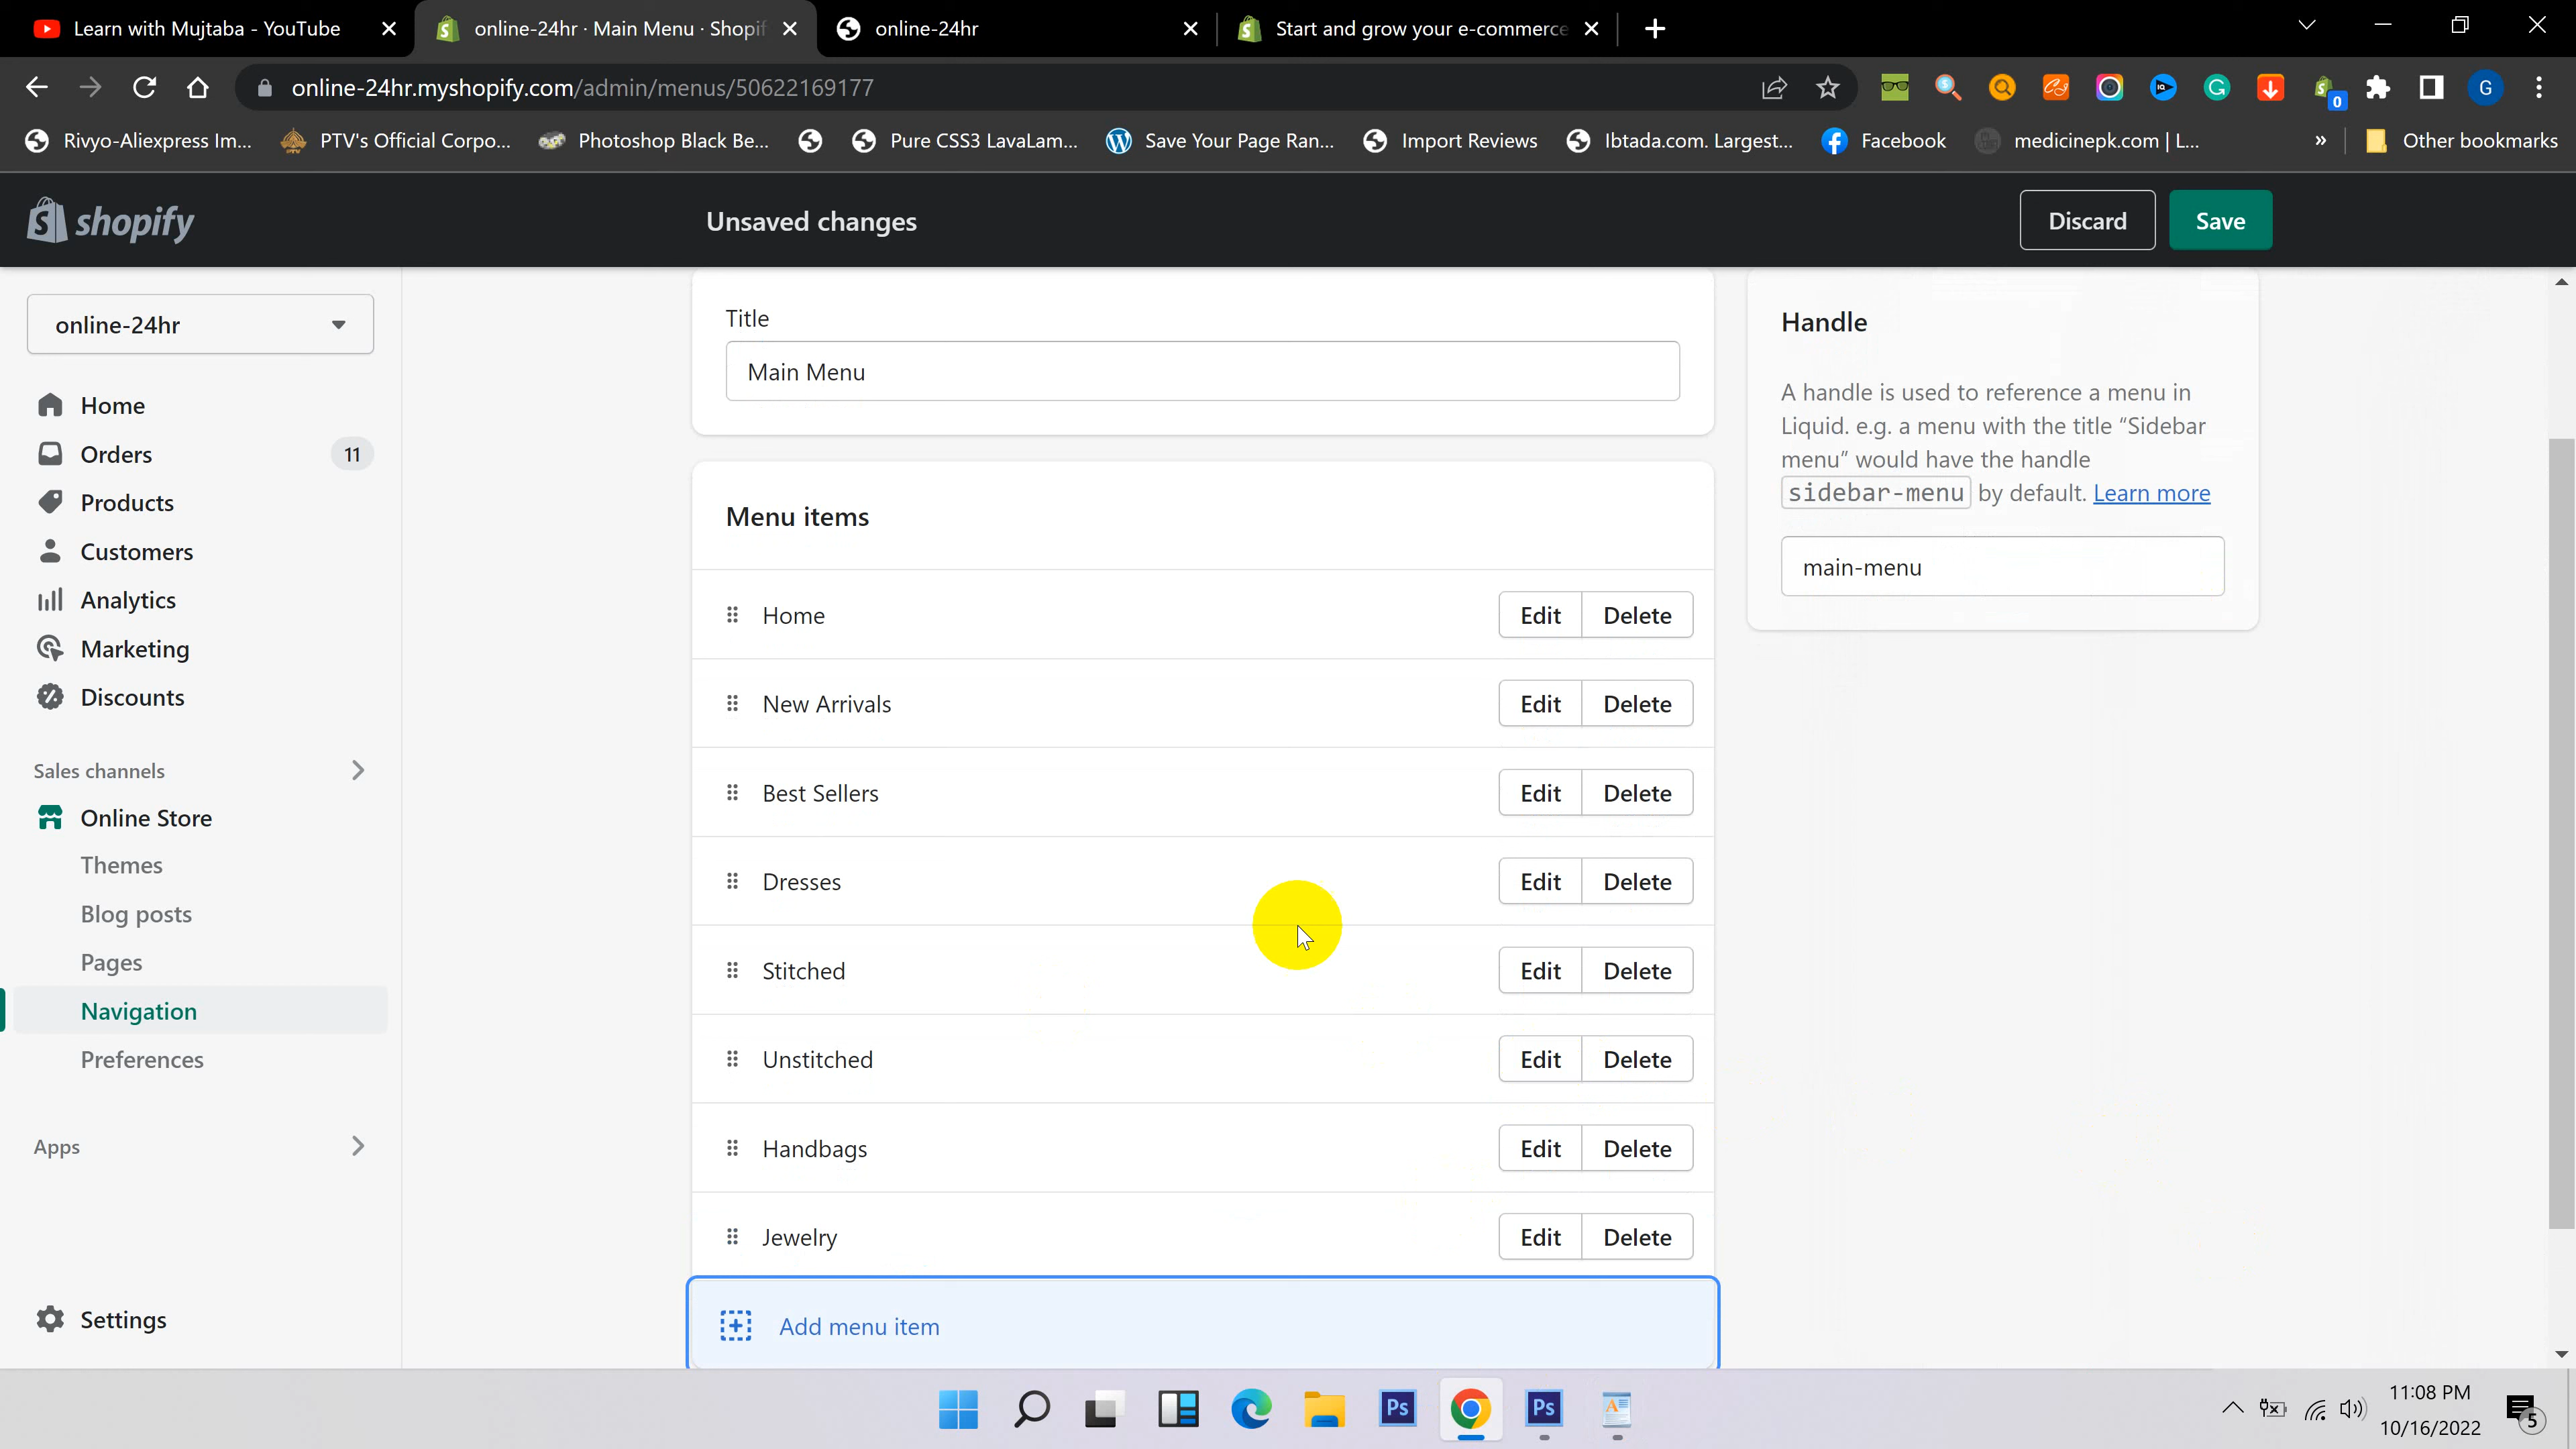 Learn with Mujtaba - YouTube
online-24hr · Main Menu · Shopif
online-24hr
Start and grow your e-commerce
online-24hr.myshopify.com/admin/menus/50622169177
G
0
Rivyo-Aliexpress Im...
PTV's Official Corpo...
Photoshop Black Be...
Pure CSS3 LavaLam...
Save Your Page Ran...
Import Reviews
Ibtada.com. Largest...
Facebook
medicinepk.com | L...
»
Other bookmarks
shopify
Unsaved changes
Discard
Save
online-24hr
Home
Orders
11
Products
Customers
Analytics
Marketing
Discounts
Sales channels
Online Store
Themes
Blog posts
Pages
Navigation
Preferences
Apps
Settings
Title
Main Menu
Menu items
Home
Edit
Delete
New Arrivals
Edit
Delete
Best Sellers
Edit
Delete
Dresses
Edit
Delete
Stitched
Edit
Delete
Unstitched
Edit
Delete
Handbags
Edit
Delete
Jewelry
Edit
Delete
Add menu item
Handle
A handle is used to reference a menu in
Liquid. e.g. a menu with the title “Sidebar
menu” would have the handle
sidebar-menu by default. Learn more
main-menu
Ps
Ps
11:08 PM
10/16/2022
5